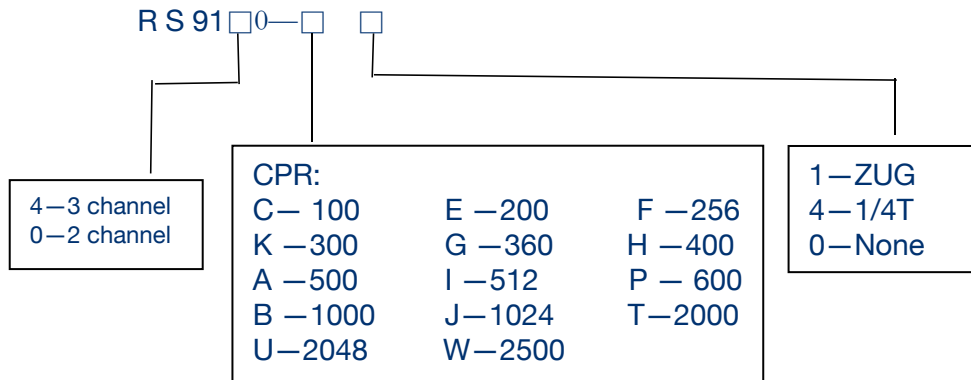 R S 91□0—□ □
4—3 channel
0—2 channel
CPR:
C— 100 E —200 F —256
K —300 G —360 H —400
A —500 I —512 P — 600
B —1000 J—1024 T—2000
U—2048 W—2500
1—ZUG
4—1/4T
0—None